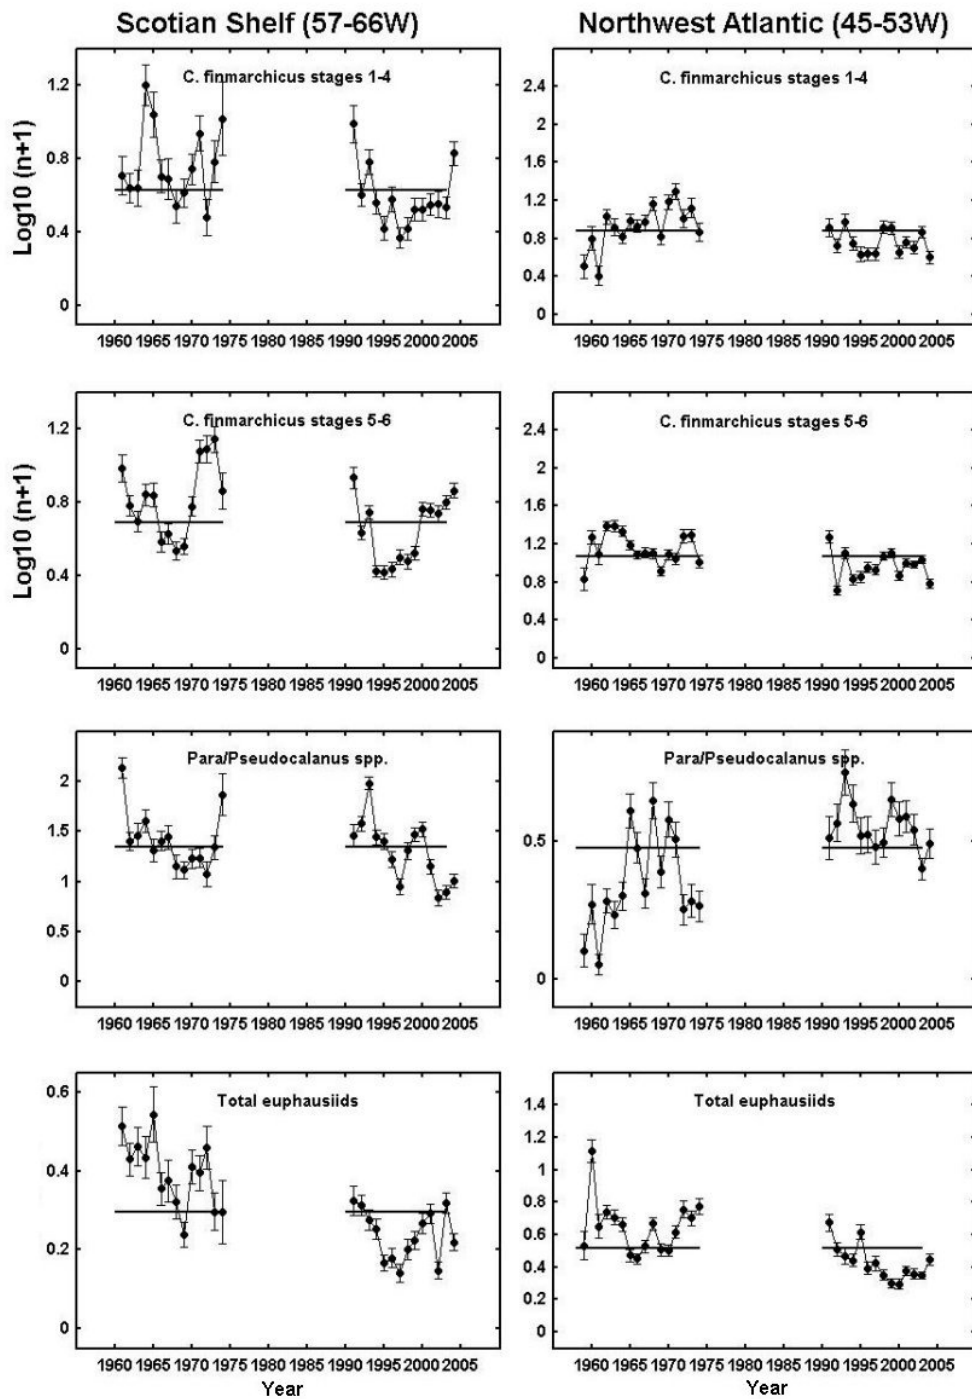 Scotian Shelf (57-66W) Northwest Atlantic (45-53W)
C. finmarchicus stages 1-4
Log10 (n+1)
1.2
0.8
0.4
0
1960 1965 1970 1975 1980 1985 1990 1995 2000 2005
C. finmarchicus stages 1-4
2.4
2
1.6
1.2
0.8
0.4
0
1960 1965 1970 1975 1980 1985 1990 1995 2000 2005
C. finmarchicus stages 5-6
Log10 (n+1)
1.2
0.8
0.4
0
1960 1965 1970 1975 1980 1985 1990 1995 2000 2005
C. finmarchicus stages 5-6
2.4
2
1.6
1.2
0.8
0.4
0
1960 1965 1970 1975 1980 1985 1990 1995 2000 2005
Para/Pseudocalanus spp.
2
1.5
1
0.5
0
1960 1965 1970 1975 1980 1985 1990 1995 2000 2005
Para/Pseudocalanus spp.
0.5
0
1960 1965 1970 1975 1980 1985 1990 1995 2000 2005
Total euphausiids
0.6
0.4
0.2
0
1960 1965 1970 1975 1980 1985 1990 1995 2000 2005
Year
Total euphausiids
1.4
1.2
1
0.8
0.6
0.4
0.2
0
1960 1965 1970 1975 1980 1985 1990 1995 2000 2005
Year